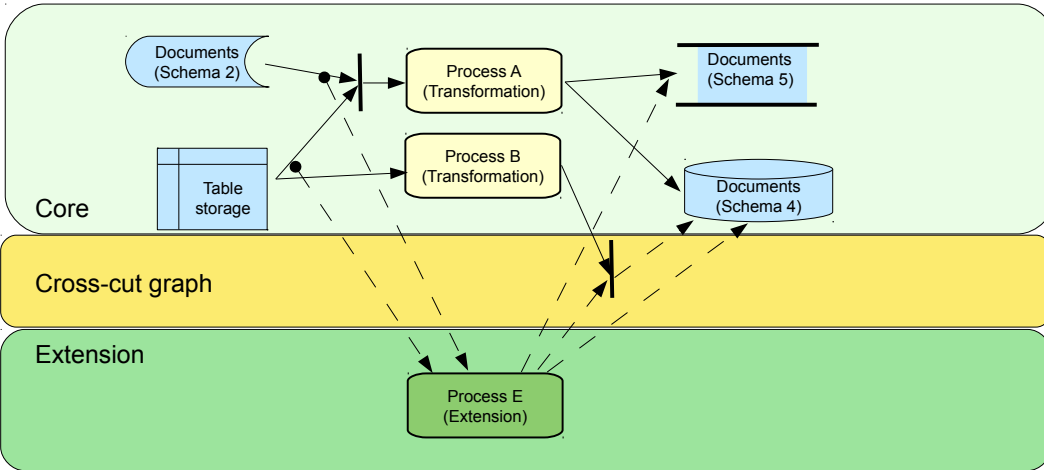 Documents
(Schema 2)
Process A
(Transformation)
Documents
(Schema 5)
Process B
(Transformation)
Table
storage
Documents
(Schema 4)
Core
Cross-cut graph
Extension
Process E
(Extension)